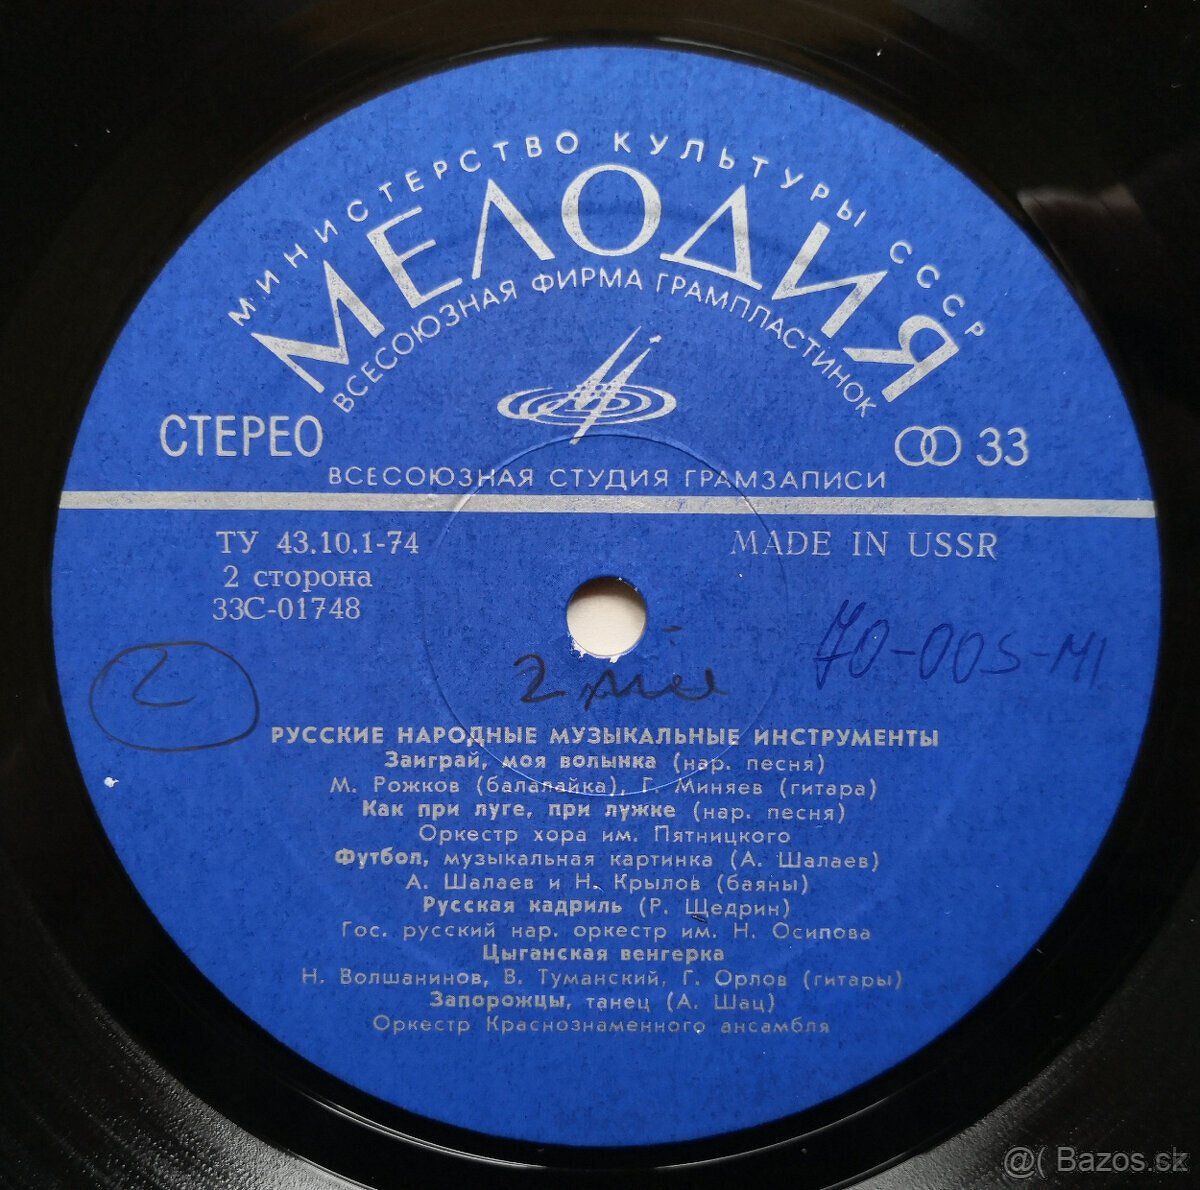 МИНИСТЕРСТВО КУЛЬТУРЫ СССР
МЕЛОДИЯ
ВСЕСОЮЗНАЯ ФИРМА ГРАМПЛАСТИНОК
СТЕРЕО
33
ВСЕСОЮЗНАЯ СТУДИЯ ГРАМЗАПИСИ
ТУ 43.10.1-74
MADE IN USSR
2 сторона
33С-01748
70-005-М1
2
РУССКИЕ НАРОДНЫЕ МУЗЫКАЛЬНЫЕ ИНСТРУМЕНТЫ
Заиграй, моя волынка (нар. песня)
М. Рожков (балалайка), Г. Миняев (гитара)
Как при луге, при лужке (нар. песня)
Оркестр хора им. Пятницкого
Футбол, музыкальная картинка (А. Шалаев)
А. Шалаев и Н. Крылов (баяны)
Русская кадриль (Р. Щедрин)
Гос. русский нар. оркестр им. Н. Осипова
Цыганская венгерка
Н. Волшанинов, В. Туманский, Г. Орлов (гитары)
Запорожцы, танец (А. Шац)
Оркестр Краснознаменного ансамбля
@( Bazos.sk